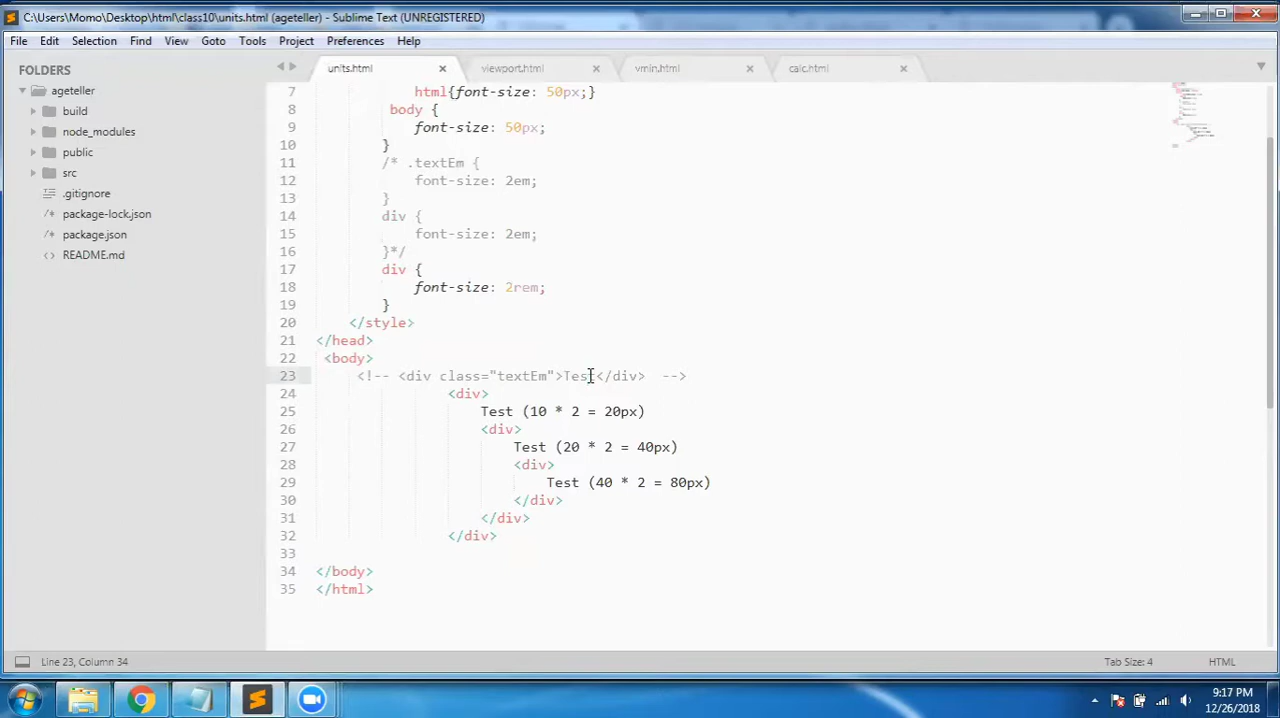 C:\Users\Momo\Desktop\html\class10\units.html (ageteller) - Sublime Text (UNREGISTERED)
File Edit Selection Find View Goto Tools Project Preferences Help
FOLDERS
ageteller
build
node_modules
public
src
.gitignore
package-lock.json
package.json
README.md
units.html viewport.html vmin.html calc.html
7 html{font-size: 50px;}
8 body {
9 font-size: 50px;
10 }
11 /* .textEm {
12 font-size: 2em;
13 }
14 div {
15 font-size: 2em;
16 }*/
17 div {
18 font-size: 2rem;
19 }
20 </style>
21 </head>
22 <body>
23 <!-- <div class="textEm">Test</div> -->
24 <div>
25 Test (10 * 2 = 20px)
26 <div>
27 Test (20 * 2 = 40px)
28 <div>
29 Test (40 * 2 = 80px)
30 </div>
31 </div>
32 </div>
33
34 </body>
35 </html>
Line 23, Column 34 Tab Size: 4 HTML
9:17 PM
12/26/2018